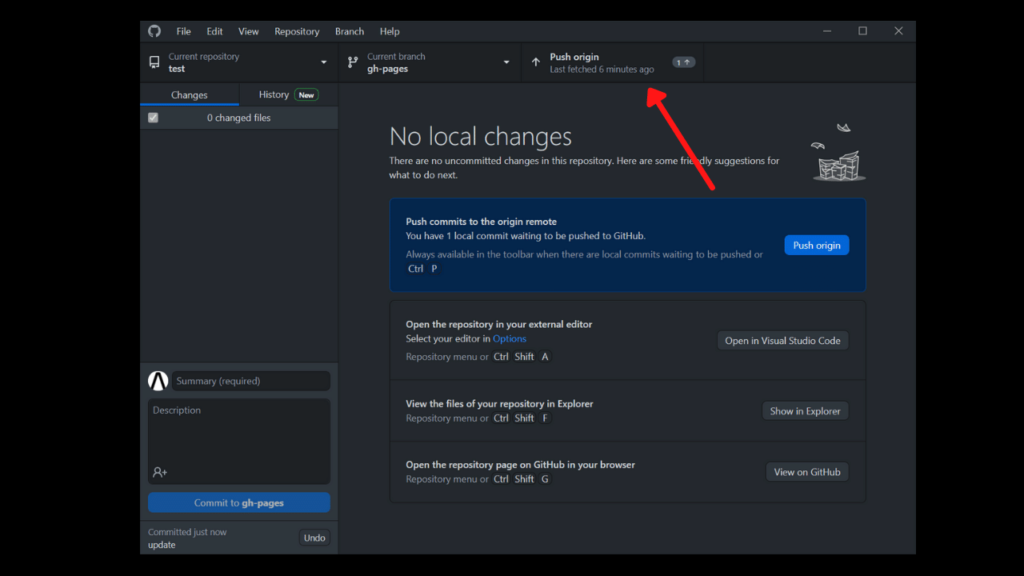 File Edit View Repository Branch Help
Current repository
test
Current branch
gh-pages
Push origin
Last fetched 6 minutes ago
1
Changes
History New
0 changed files
No local changes
There are no uncommitted changes in this repository. Here are some friendly suggestions for
what to do next.
Push commits to the origin remote
You have 1 local commit waiting to be pushed to GitHub.
Always available in the toolbar when there are local commits waiting to be pushed or
Ctrl P
Push origin
Open the repository in your external editor
Select your editor in Options
Repository menu or Ctrl Shift A
Open in Visual Studio Code
View the files of your repository in Explorer
Repository menu or Ctrl Shift F
Show in Explorer
Open the repository page on GitHub in your browser
Repository menu or Ctrl Shift G
View on GitHub
Summary (required)
Description
Commit to gh-pages
Committed just now
update
Undo